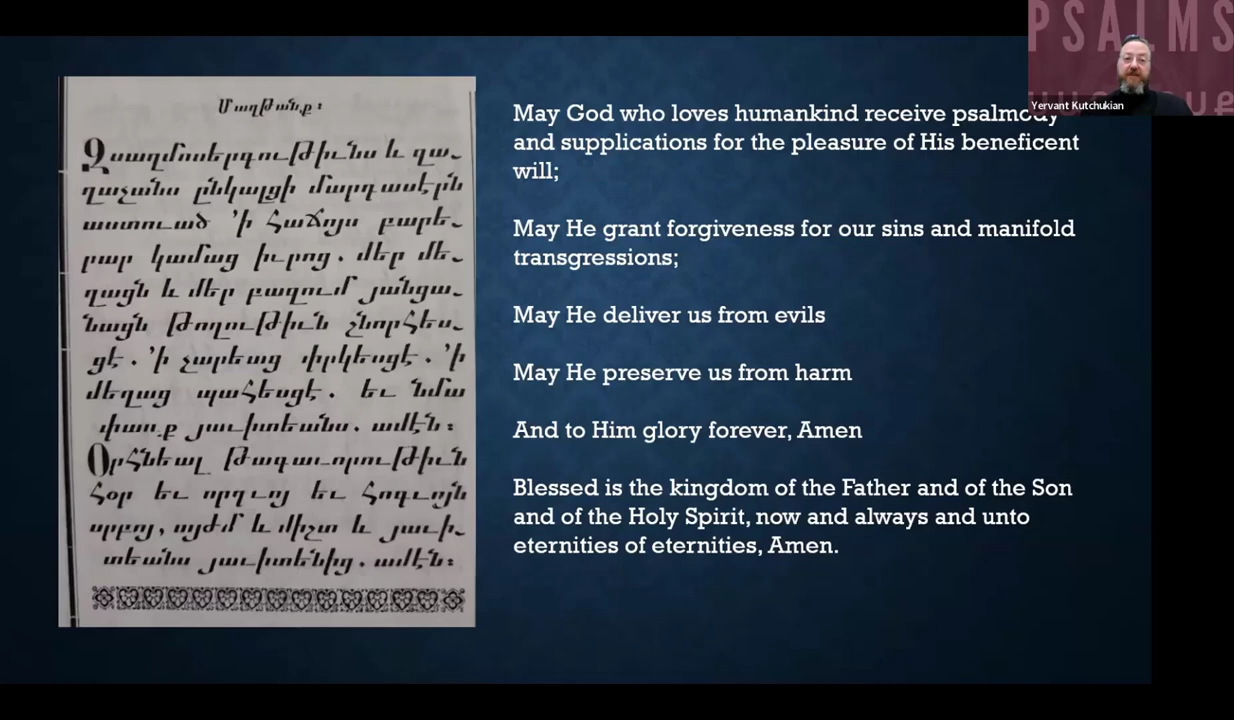 PSALMS
Yervant Kutchukian
Մաղթանք։
Զսաղմոսերգութիւնս և զա֊
ղաչանս ընկալցի մարդասէրն
աստուած ՚ի հաճոյս բարե֊
րար կամաց իւրոց . մեր մե֊
ղացն և մեր բազում յանցա֊
նացն թողութիւն շնորհես֊
ցէ . ՚ի չարեաց փրկեսցէ . ՚ի
մեղաց պահեսցէ . եւ նմա
փառք յաւիտեանս . ամէն։
Օրհնեալ թագաւորութիւն
Հօր եւ որդւոյ եւ Հոգւոյն
սրբոյ, այժմ և միշտ և յաւի֊
տեանս յաւիտենից . ամէն։
May God who loves humankind receive psalmody
and supplications for the pleasure of His beneficent
will;
May He grant forgiveness for our sins and manifold
transgressions;
May He deliver us from evils
May He preserve us from harm
And to Him glory forever, Amen
Blessed is the kingdom of the Father and of the Son
and of the Holy Spirit, now and always and unto
eternities of eternities, Amen.